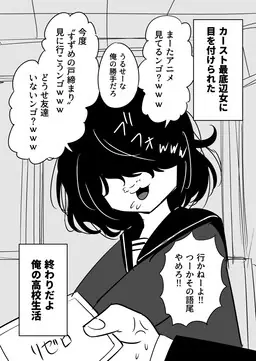 カースト最底辺女に
目を付けられた
まーたアニメ
見てるンゴ？ｗｗｗ
うるせーな
俺の勝手だろ
今度
“すずめの戸締まり”
見に行こうンゴｗｗｗ
どうせ友達
いないンゴ？ｗｗｗ
行かねーよ!!
つーかその語尾
やめろ!!
終わりだよ
俺の高校生活
リゼロ